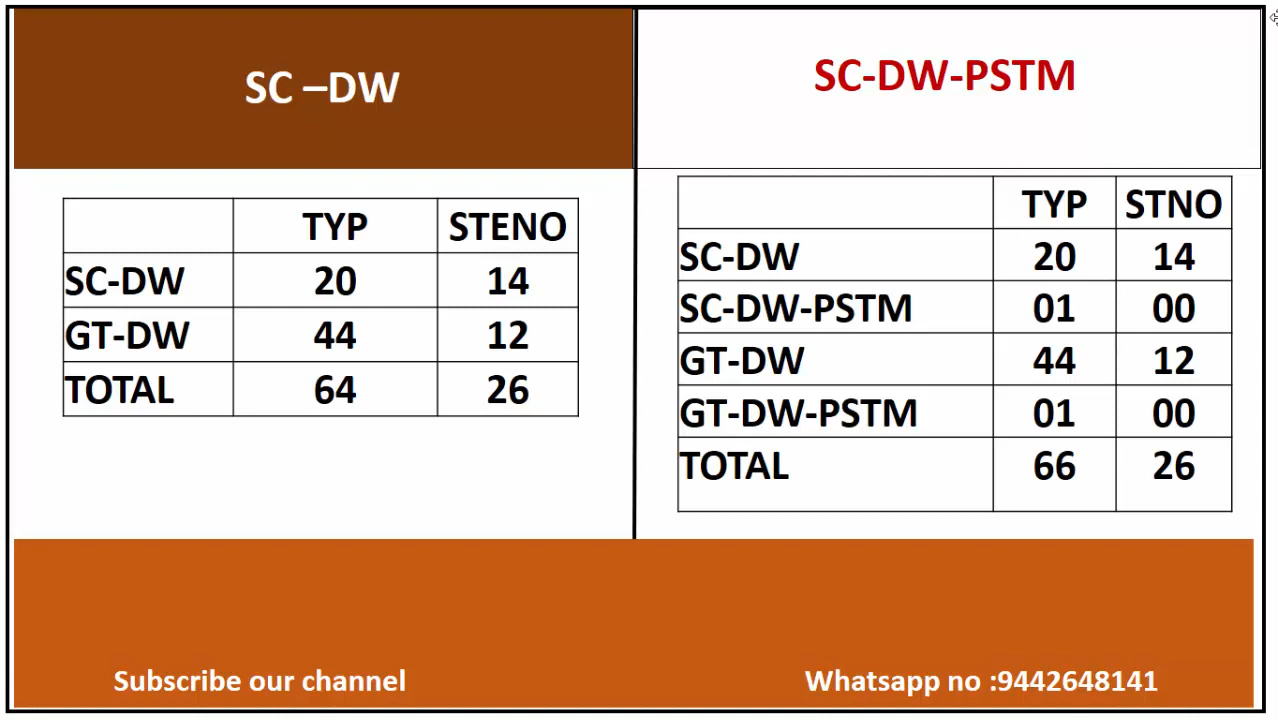 SC –DW
TYP STENO
SC-DW 20 14
GT-DW 44 12
TOTAL 64 26
SC-DW-PSTM
TYP STNO
SC-DW 20 14
SC-DW-PSTM 01 00
GT-DW 44 12
GT-DW-PSTM 01 00
TOTAL 66 26
Subscribe our channel
Whatsapp no :9442648141